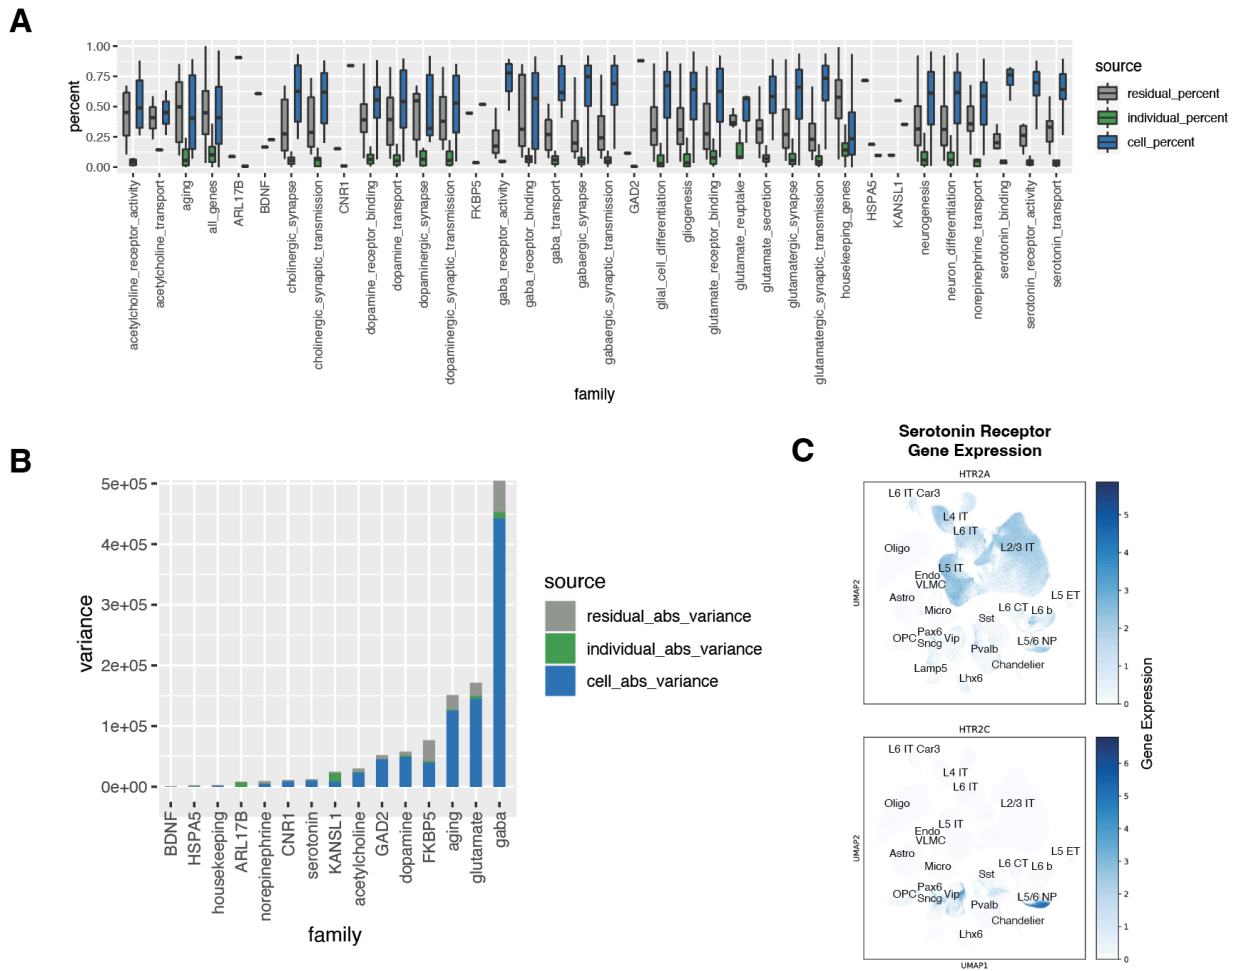 A
1.00
0.75
0.50
0.25
0.00
percent
acetylcholine_receptor_activity
acetylcholine_transport
aging
all_genes
ARL17B
BDNF
cholinergic_synapse
cholinergic_synaptic_transmission
CNR1
dopamine_receptor_binding
dopamine_transport
dopaminergic_synapse
dopaminergic_synaptic_transmission
FKBP5
gaba_receptor_activity
gaba_receptor_binding
gaba_transport
gabaergic_synapse
gabaergic_synaptic_transmission
GAD2
glial_cell_differentiation
gliogenesis
glutamate_receptor_binding
glutamate_reuptake
glutamate_secretion
glutamatergic_synapse
glutamatergic_synaptic_transmission
housekeeping_genes
HSPA5
KANSL1
neurogenesis
neuron_differentiation
norepinephrine_transport
serotonin_binding
serotonin_receptor_activity
serotonin_transport
family
source
residual_percent
individual_percent
cell_percent
B
5e+05
4e+05
3e+05
2e+05
1e+05
0e+00
variance
BDNF
HSPA5
housekeeping
ARL17B
norepinephrine
CNR1
serotonin
KANSL1
acetylcholine
GAD2
dopamine
FKBP5
aging
glutamate
gaba
family
source
residual_abs_variance
individual_abs_variance
cell_abs_variance
C
Serotonin Receptor
Gene Expression
HTR2A
L6 IT Car3
L4 IT
L6 IT
Oligo
L2/3 IT
L5 IT
Endo
VLMC
Astro
L5 ET
Micro
L6 CT
L6 b
Sst
OPC
Pax6
Sncg
Vip
L5/6 NP
Pvalb
Chandelier
Lamp5
Lhx6
UMAP2
5
4
3
2
1
0
Gene Expression
HTR2C
L6 IT Car3
L4 IT
L6 IT
Oligo
L2/3 IT
L5 IT
Endo
VLMC
Astro
L5 ET
Micro
L6 CT
L6 b
Sst
OPC
Pax6
Sncg
Vip
L5/6 NP
Pvalb
Chandelier
Lhx6
UMAP2
UMAP1
6
5
4
3
2
1
0